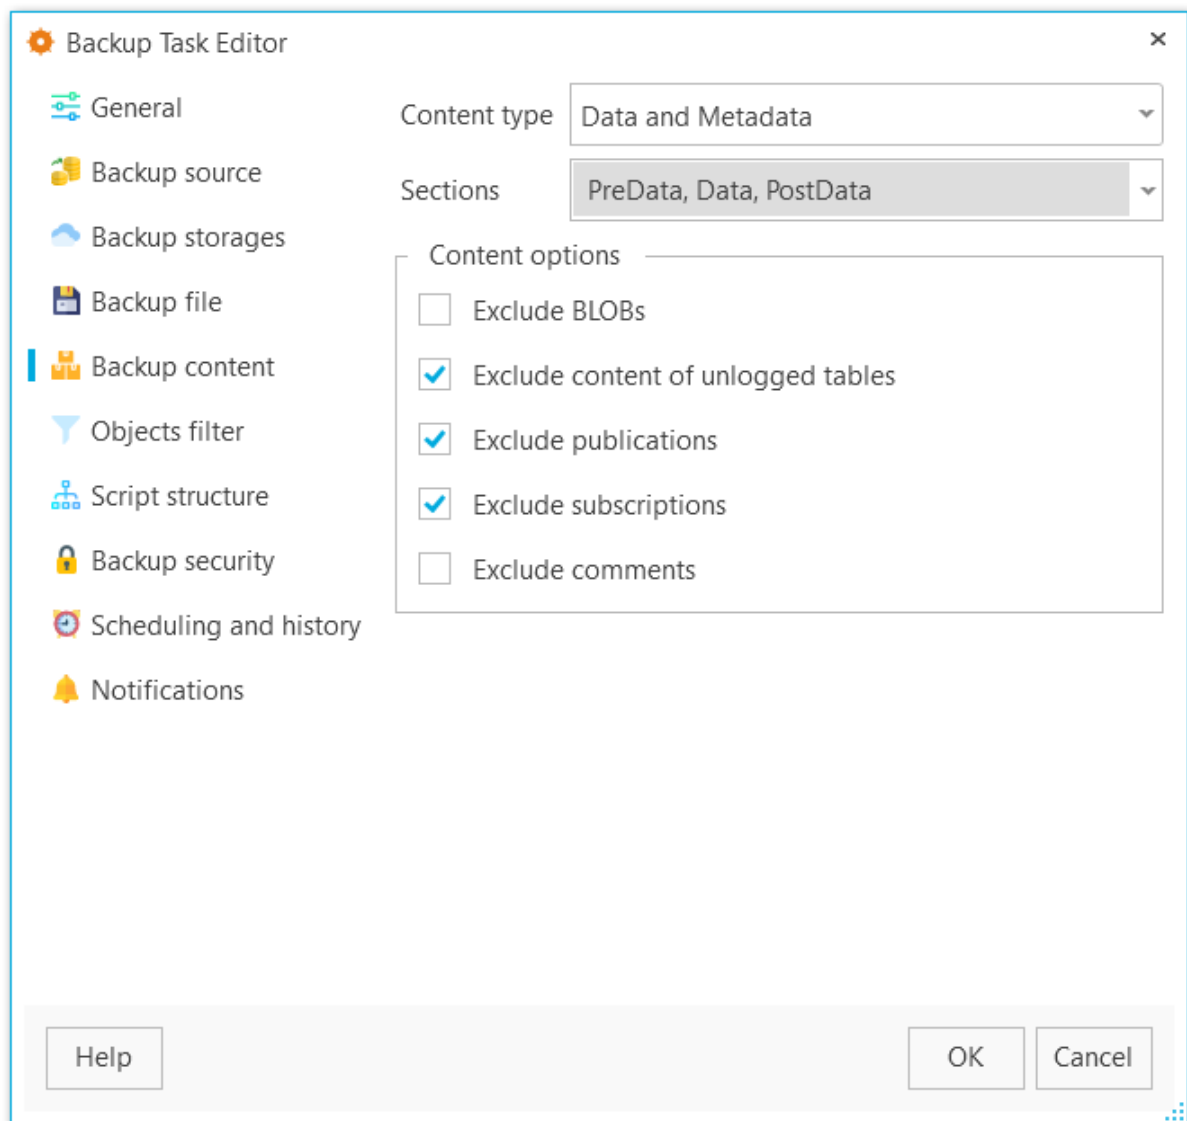 Backup Task Editor
General
Backup source
Backup storages
Backup file
Backup content
Objects filter
Script structure
Backup security
Scheduling and history
Notifications
Content type Data and Metadata
Sections PreData, Data, PostData
Content options
Exclude BLOBs
Exclude content of unlogged tables
Exclude publications
Exclude subscriptions
Exclude comments
Help OK Cancel